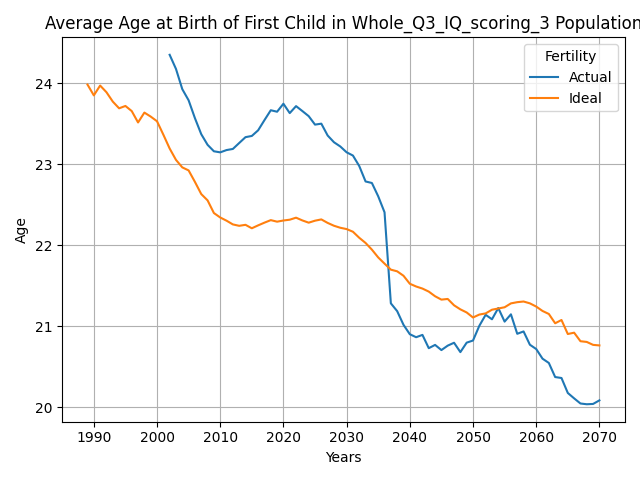 Average Age at Birth of First Child in Whole_Q3_IQ_scoring_3 Population
Fertility
Actual
Ideal
24
23
22
21
20
Age
1990 2000 2010 2020 2030 2040 2050 2060 2070
Years